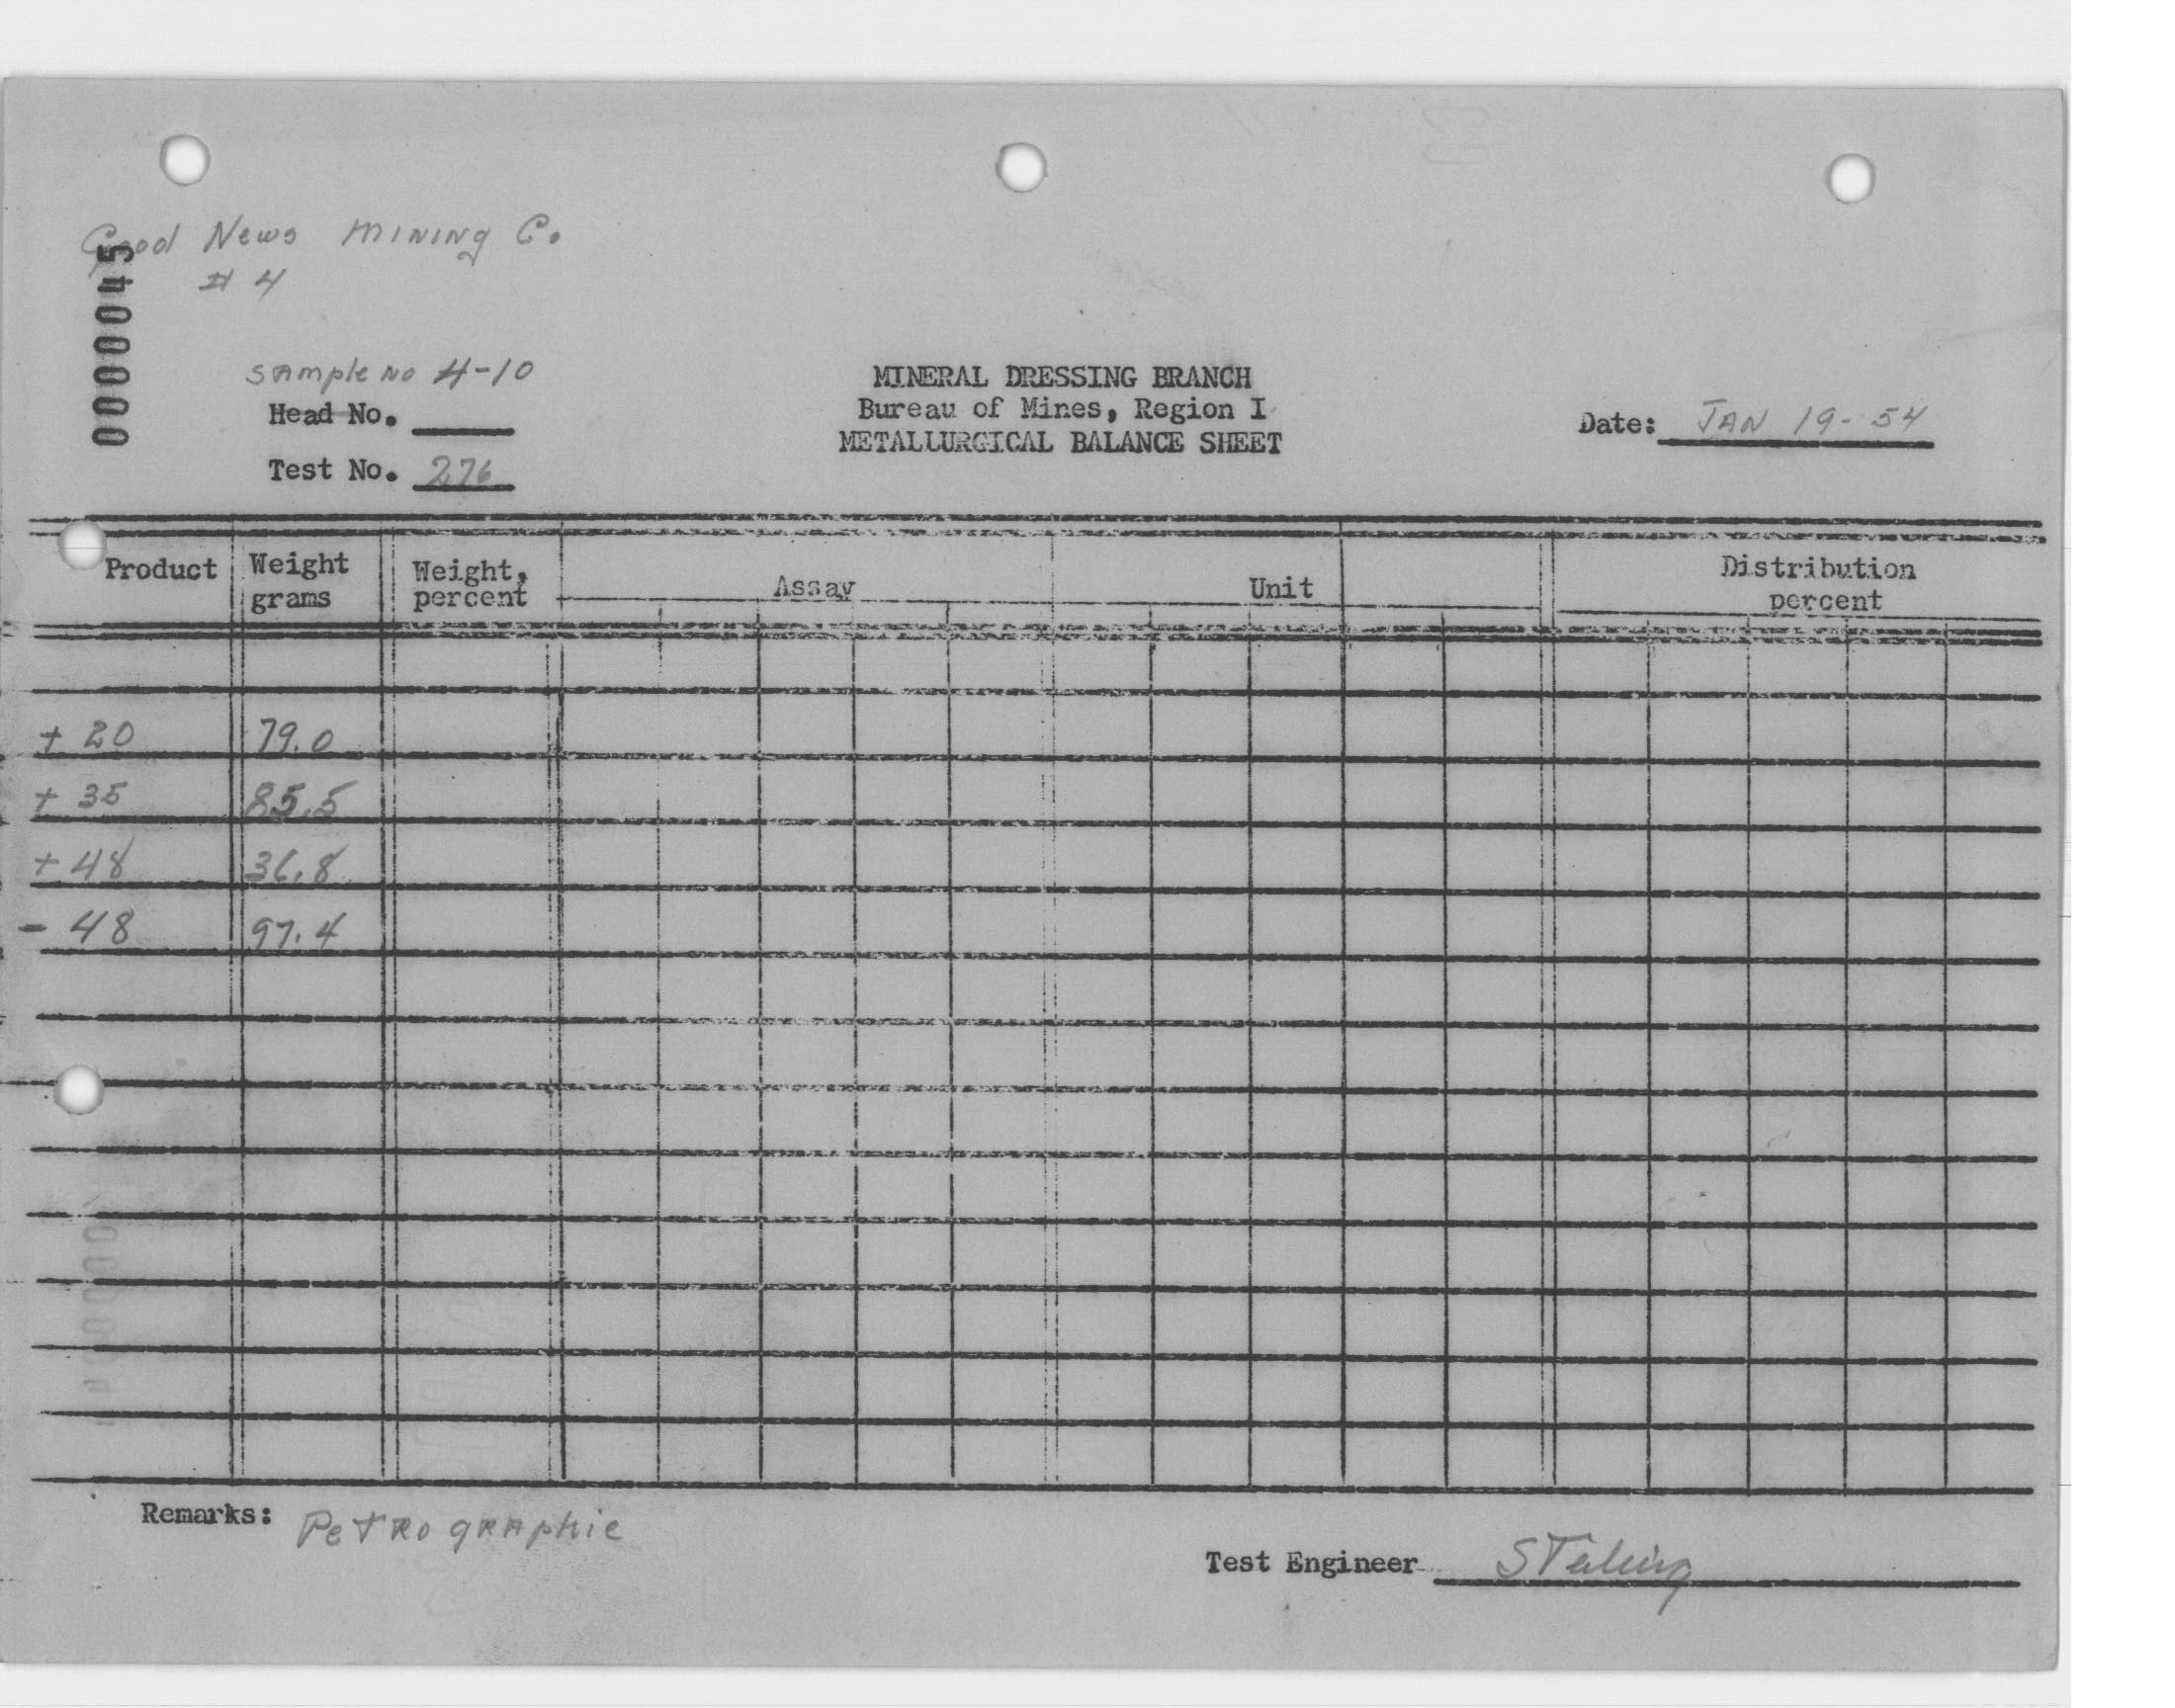 Good News Mining Co.
# 4
0000045
Sample No 4-10
Head No.
Test No. 276
MINERAL DRESSING BRANCH
Bureau of Mines, Region I
METALLURGICAL BALANCE SHEET
Date: JAN 19-54
Product Weight grams Weight, percent Assay Unit Distribution percent
+ 20 79.0
+ 35 85.5
+ 48 36.8
- 48 97.4
Remarks: Petrographic
Test Engineer